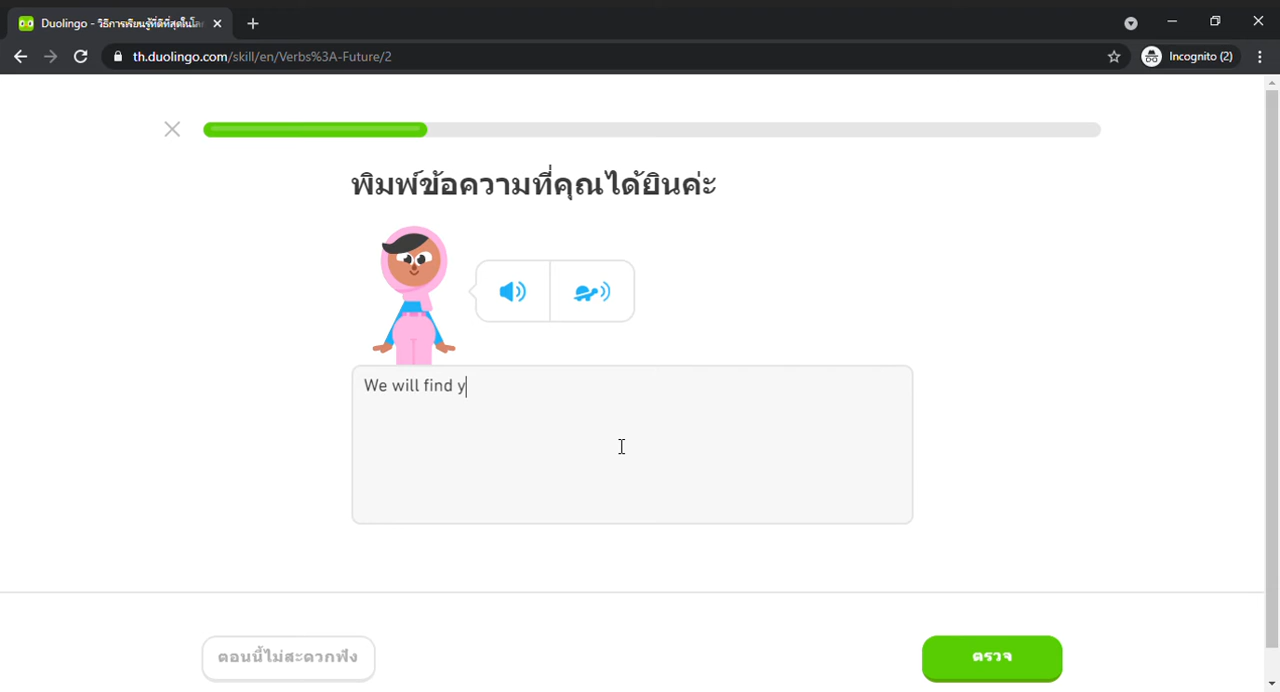 Duolingo - วิธีการเรียนรู้ที่ดีที่สุดในโล
th.duolingo.com/skill/en/Verbs%3A-Future/2
Incognito (2)
พิมพ์ข้อความที่คุณได้ยินค่ะ
We will find y
ตอนนี้ไม่สะดวกฟัง
ตรวจ